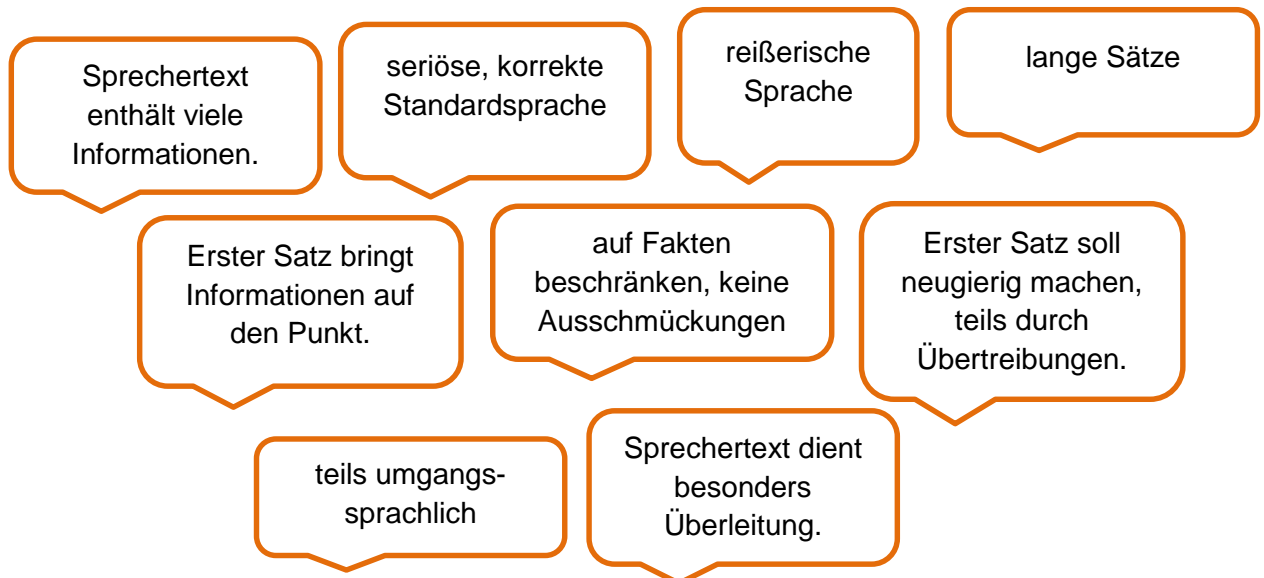 Sprechertext
enthält viele
Informationen.
seriöse, korrekte
Standardsprache
reißerische
Sprache
lange Sätze
Erster Satz bringt
Informationen auf
den Punkt.
auf Fakten
beschränken, keine
Ausschmückungen
Erster Satz soll
neugierig machen,
teils durch
Übertreibungen.
teils umgangs-
sprachlich
Sprechertext dient
besonders
Überleitung.